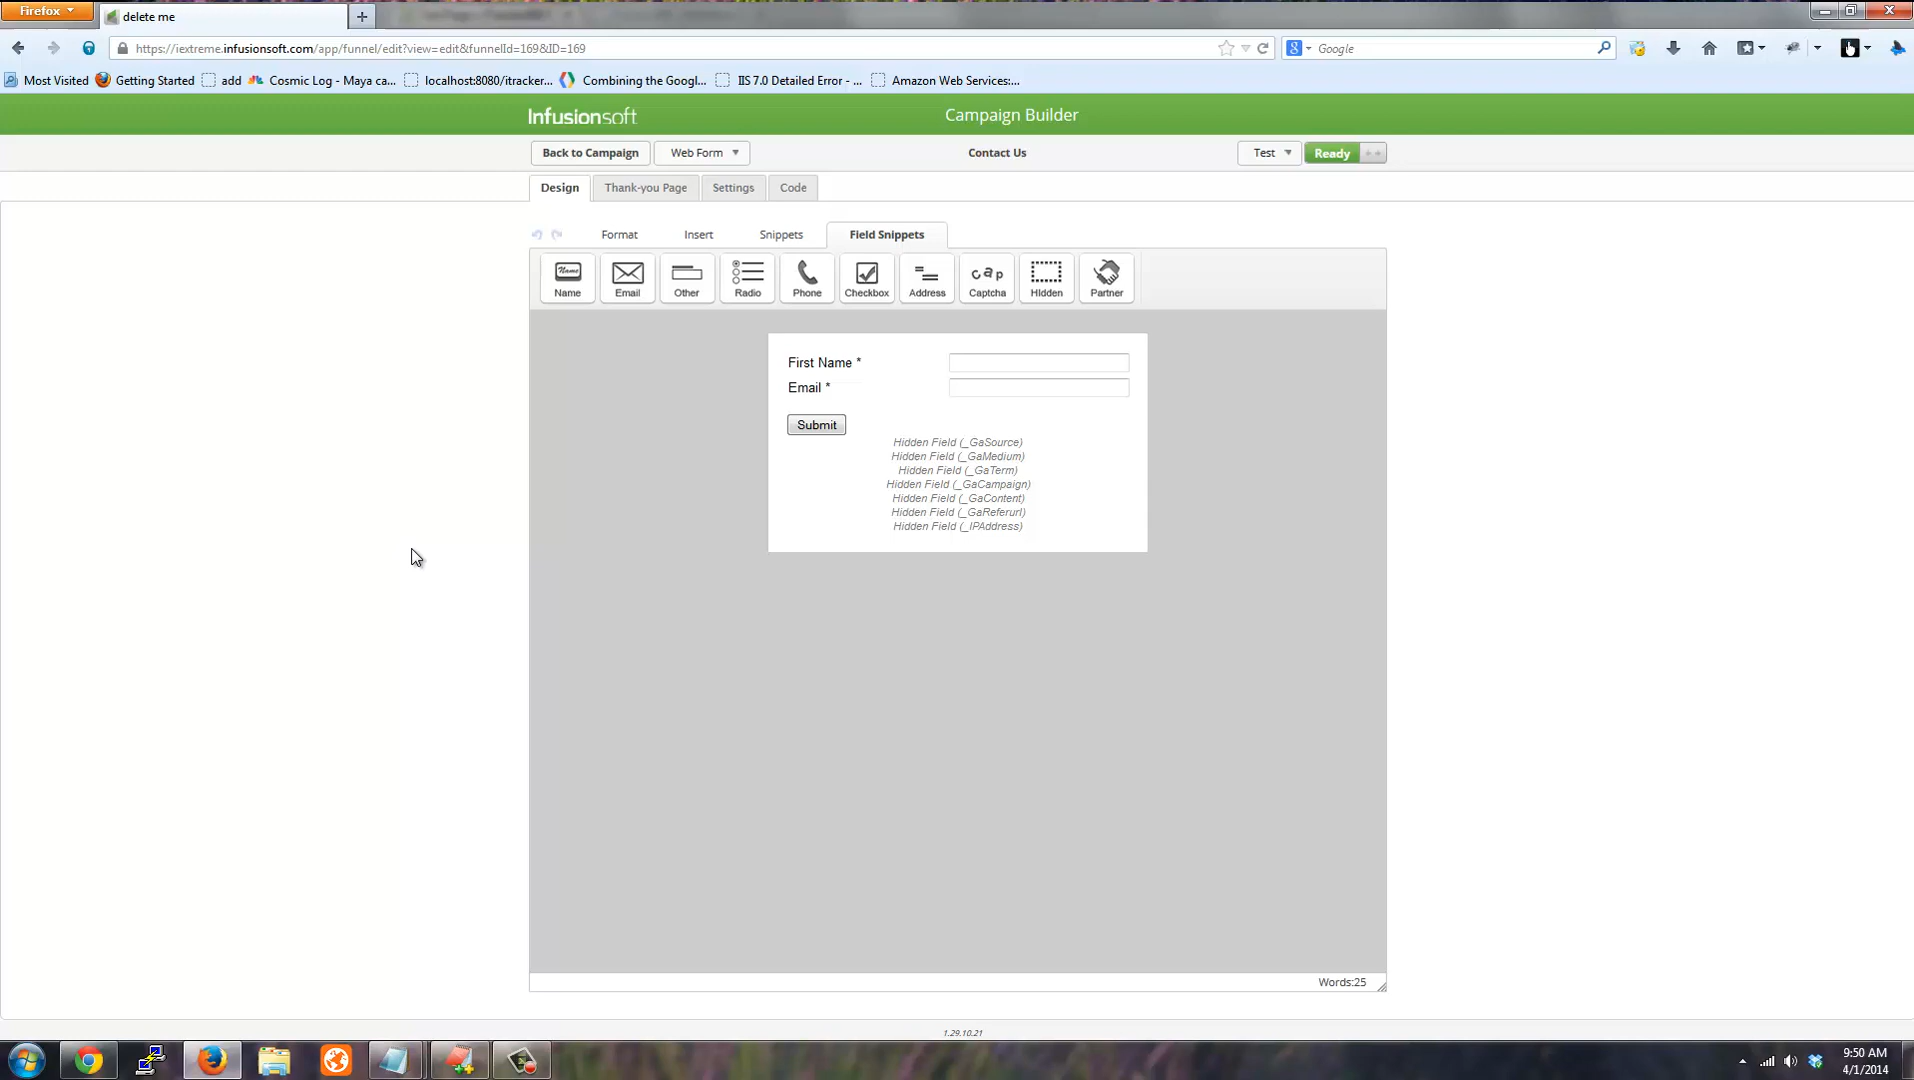 Firefox
delete me
https://iextreme.infusionsoft.com/app/funnel/edit?view=edit&funnelId=169&ID=169
Google
Most Visited
Getting Started
add
Cosmic Log - Maya ca...
localhost:8080/itracker...
Combining the Googl...
IIS 7.0 Detailed Error - ...
Amazon Web Services:...
Infusionsoft
Campaign Builder
Back to Campaign
Web Form
Contact Us
Test
Ready
Design
Thank-you Page
Settings
Code
Format
Insert
Snippets
Field Snippets
Name
Name
Email
Other
Radio
Phone
Checkbox
Address
cap
Captcha
Hidden
Partner
First Name *
Email *
Submit
Hidden Field (_GaSource)
Hidden Field (_GaMedium)
Hidden Field (_GaTerm)
Hidden Field (_GaCampaign)
Hidden Field (_GaContent)
Hidden Field (_GaReferurl)
Hidden Field (_IPAddress)
Words:25
1.29.10.21
9:50 AM
4/1/2014